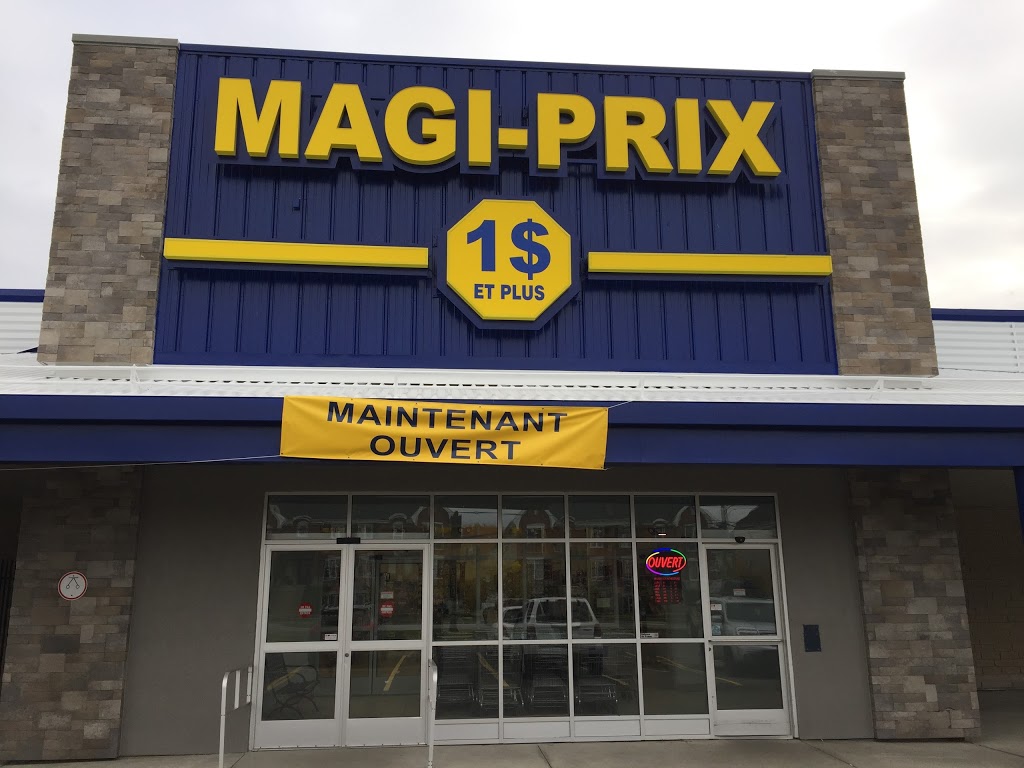 MAGI-PRIX
1$
ET PLUS
MAINTENANT
OUVERT
OUVERT